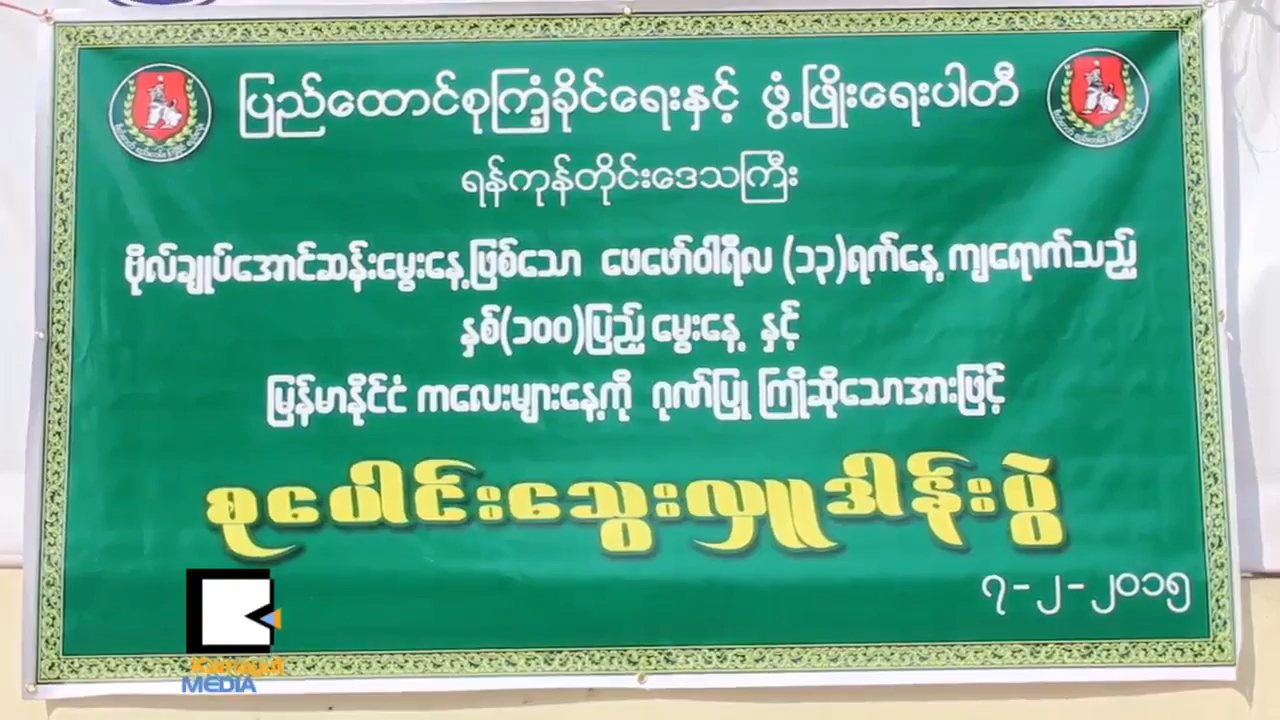 ပြည်ထောင်စုကြံ့ခိုင်ရေးနှင့် ဖွံ့ဖြိုးရေးပါတီ
ရန်ကုန်တိုင်းဒေသကြီး
ဗိုလ်ချုပ်အောင်ဆန်းမွေးနေ့ဖြစ်သော ဖေဖော်ဝါရီလ (၁၃)ရက်နေ့ ကျရောက်သည့်
နှစ်(၁၀၀)ပြည့် မွေးနေ့ နှင့်
မြန်မာနိုင်ငံ ကလေးများနေ့ကို ဂုဏ်ပြု ကြိုဆိုသောအားဖြင့်
စုပေါင်းသွေးလှူဒါန်းပွဲ
၇-၂-၂၀၁၅
Kamayut
MEDIA